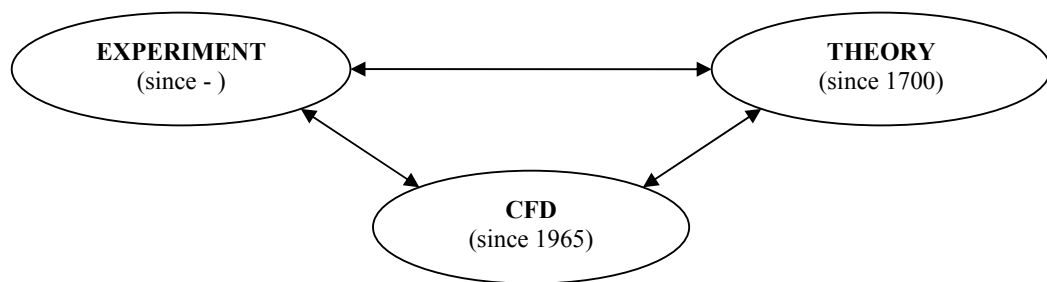 EXPERIMENT
(since - )
THEORY
(since 1700)
CFD
(since 1965)